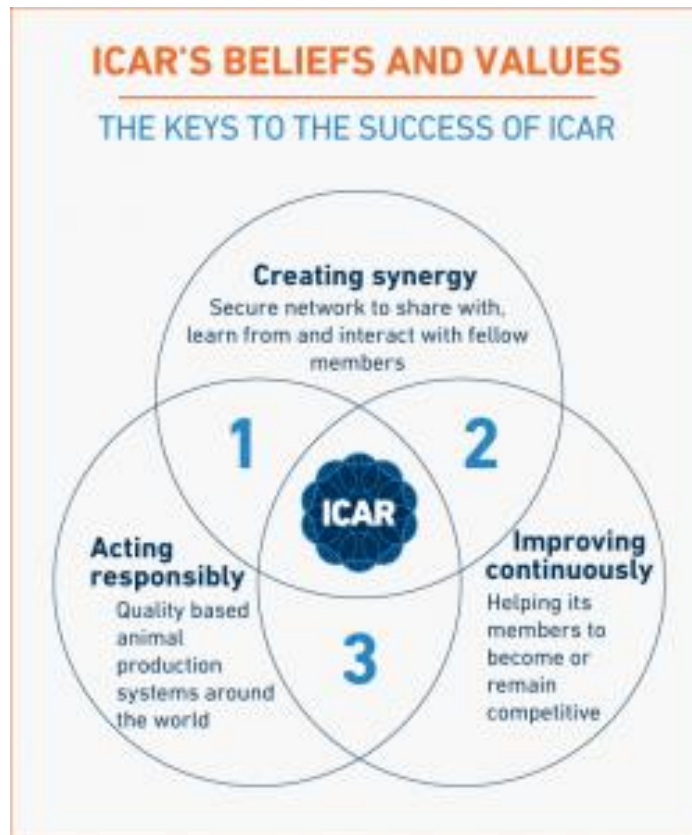 ICAR'S BELIEFS AND VALUES
THE KEYS TO THE SUCCESS OF ICAR
Creating synergy
Secure network to share with,
learn from and interact with fellow
members
1
2
ICAR
Acting
responsibly
Quality based
animal
production
systems around
the world
Improving
continuously
Helping its
members to
become or
remain
competitive
3